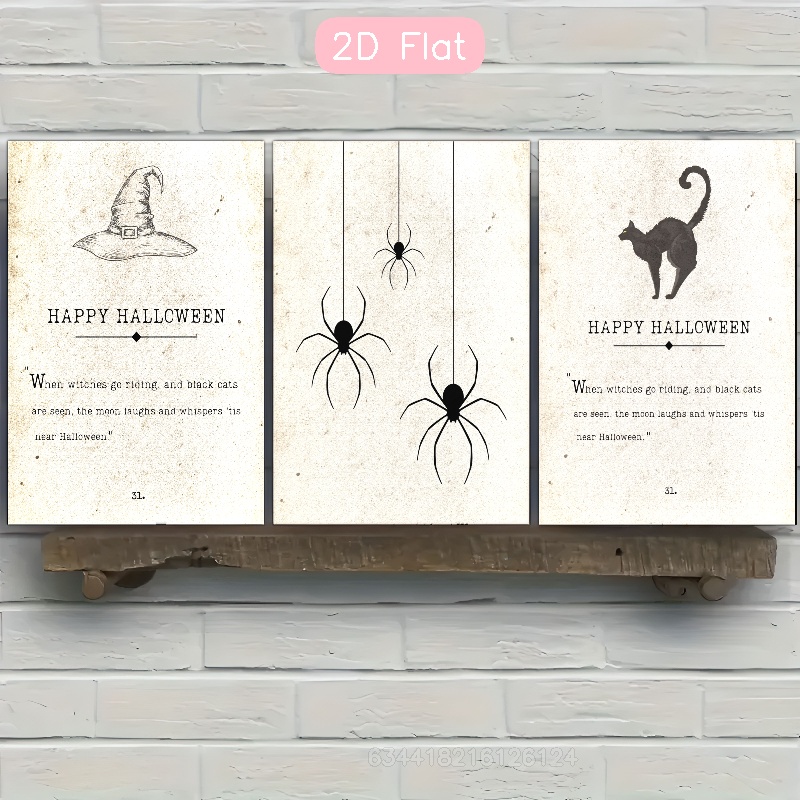 2D Flat
HAPPY HALLOWEEN
"When witches go riding, and black cats
are seen, the moon laughs and whispers 'tis
near Halloween."
31.
HAPPY HALLOWEEN
"When witches go riding, and black cats
are seen, the moon laughs and whispers 'tis
near Halloween."
31.
634418216126124